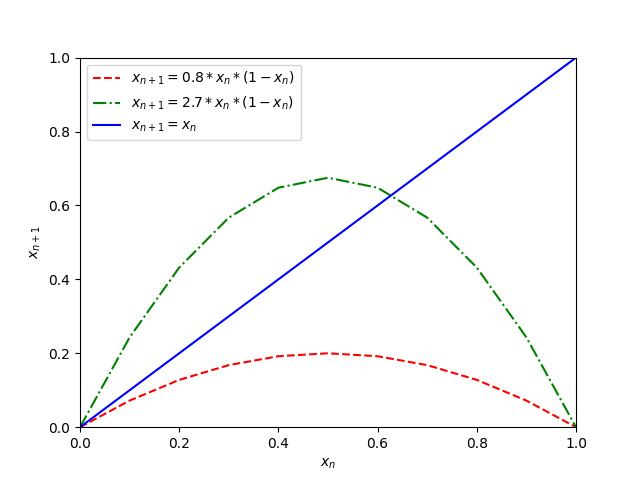 1.0
0.8
0.6
0.4
0.2
0.0
x_{n+1}
x_{n+1} = 0.8 * x_n * (1 − x_n)
x_{n+1} = 2.7 * x_n * (1 − x_n)
x_{n+1} = x_n
0.0 0.2 0.4 0.6 0.8 1.0
x_n